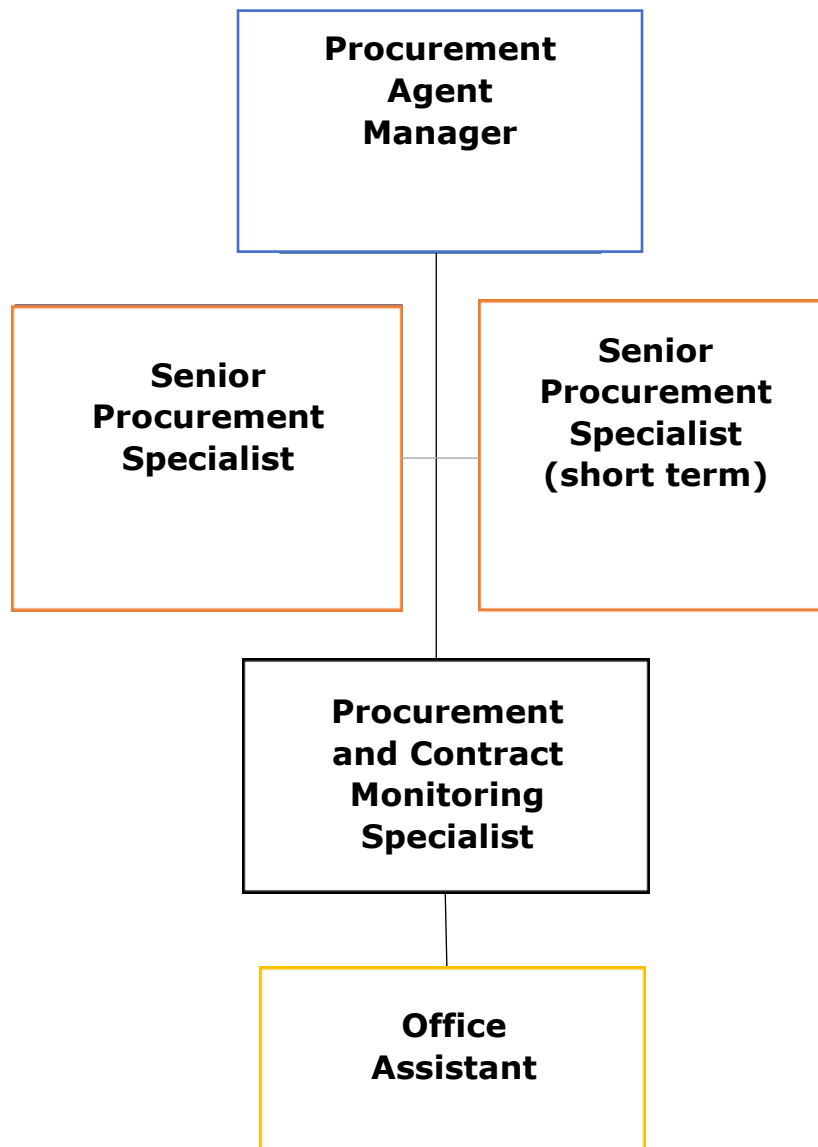 Procurement
Agent
Manager
Senior
Procurement
Specialist
Senior
Procurement
Specialist
(short term)
Procurement
and Contract
Monitoring
Specialist
Office
Assistant